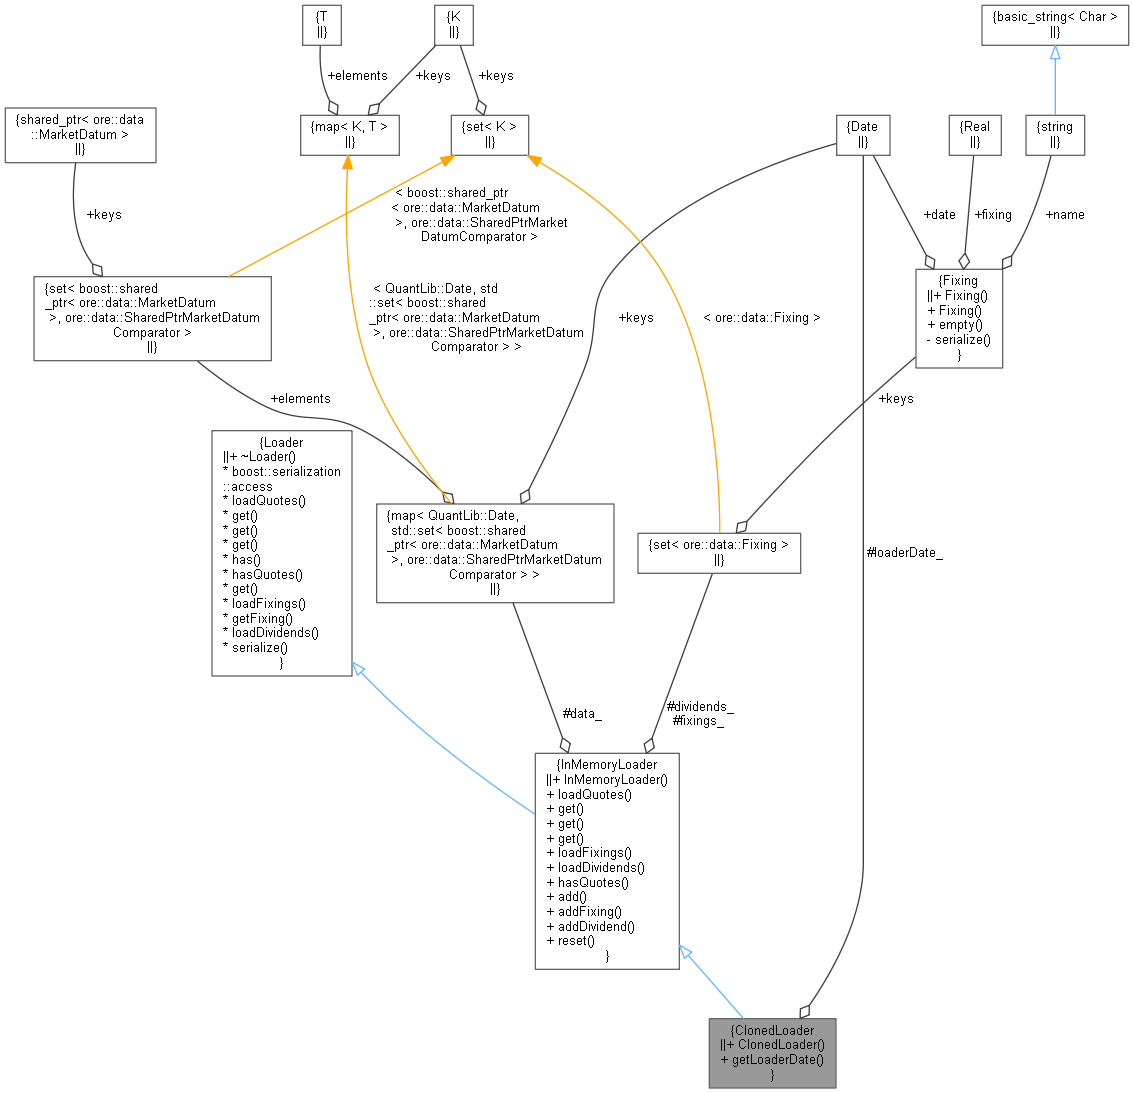 {T
||}
{K
||}
{basic_string< Char >
||}
+elements
+keys
+keys
{shared_ptr< ore::data
::MarketDatum >
||}
{map< K, T >
||}
{set< K >
||}
{Date
||}
{Real
||}
{string
||}
+keys
< boost::shared_ptr
< ore::data::MarketDatum
>, ore::data::SharedPtrMarket
DatumComparator >
+date
+fixing
+name
{set< boost::shared
_ptr< ore::data::MarketDatum
>, ore::data::SharedPtrMarketDatum
Comparator >
||}
< QuantLib::Date, std
::set< boost::shared
_ptr< ore::data::MarketDatum
>, ore::data::SharedPtrMarketDatum
Comparator > >
+keys
< ore::data::Fixing >
{Fixing
||+ Fixing()
+ Fixing()
+ empty()
- serialize()
}
+elements
+keys
{Loader
||+ ~Loader()
* boost::serialization
::access
* loadQuotes()
* get()
* get()
* get()
* has()
* hasQuotes()
* get()
* loadFixings()
* getFixing()
* loadDividends()
* serialize()
}
{map< QuantLib::Date,
std::set< boost::shared
_ptr< ore::data::MarketDatum
>, ore::data::SharedPtrMarketDatum
Comparator > >
||}
{set< ore::data::Fixing >
||}
#loaderDate_
#data_
#dividends_
#fixings_
{InMemoryLoader
||+ InMemoryLoader()
+ loadQuotes()
+ get()
+ get()
+ get()
+ loadFixings()
+ loadDividends()
+ hasQuotes()
+ add()
+ addFixing()
+ addDividend()
+ reset()
}
{ClonedLoader
||+ ClonedLoader()
+ getLoaderDate()
}